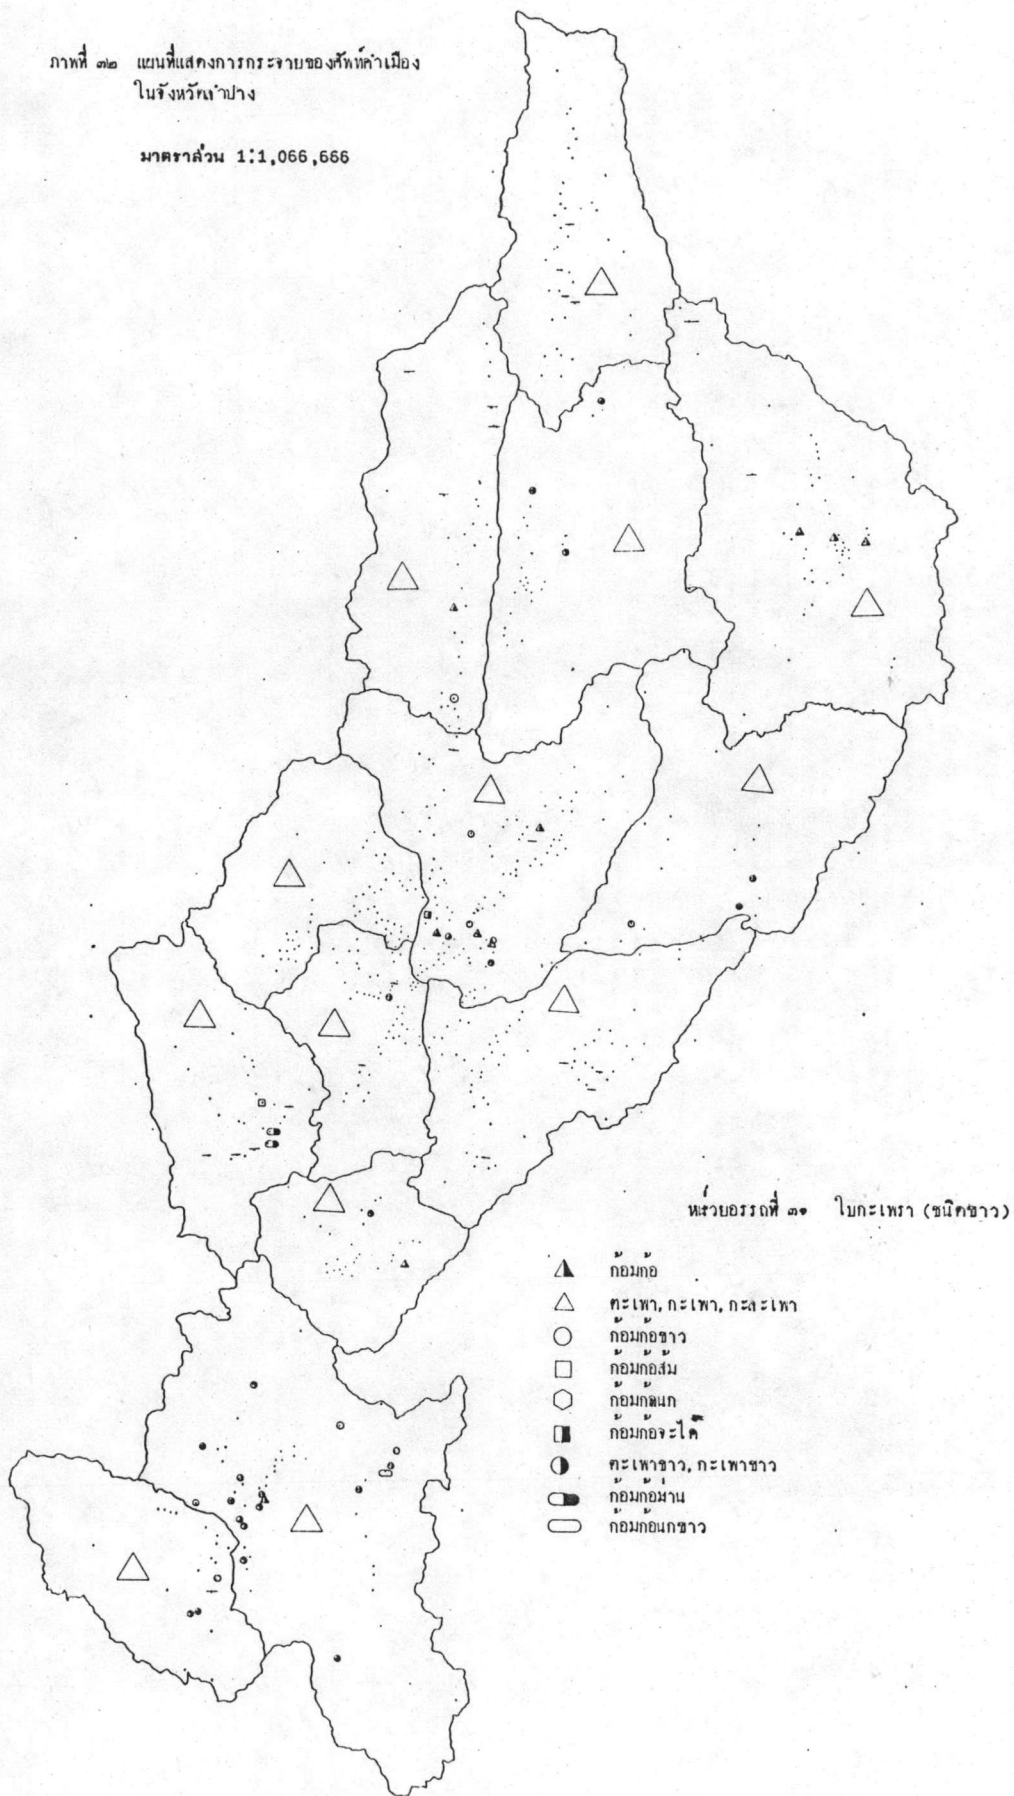 ภาพที่ ๓๒ แผนที่แสดงการกระจายของศัพท์คำเมือง
ในจังหวัดลำปาง
มาตราส่วน 1:1,066,666
หน่วยอรรถที่ ๓๑ ใบกะเพรา (ชนิดขาว)
ก้อมก้อ
ตะเพา, กะเพา, กะละเพา
ก้อมก้อขาว
ก้อมก้อส้ม
ก้อมก้อแก
ก้อมก้อจะไค้
ตะเพาขาว, กะเพาขาว
ก้อมก้อม่าน
ก้อมก้อแกขาว